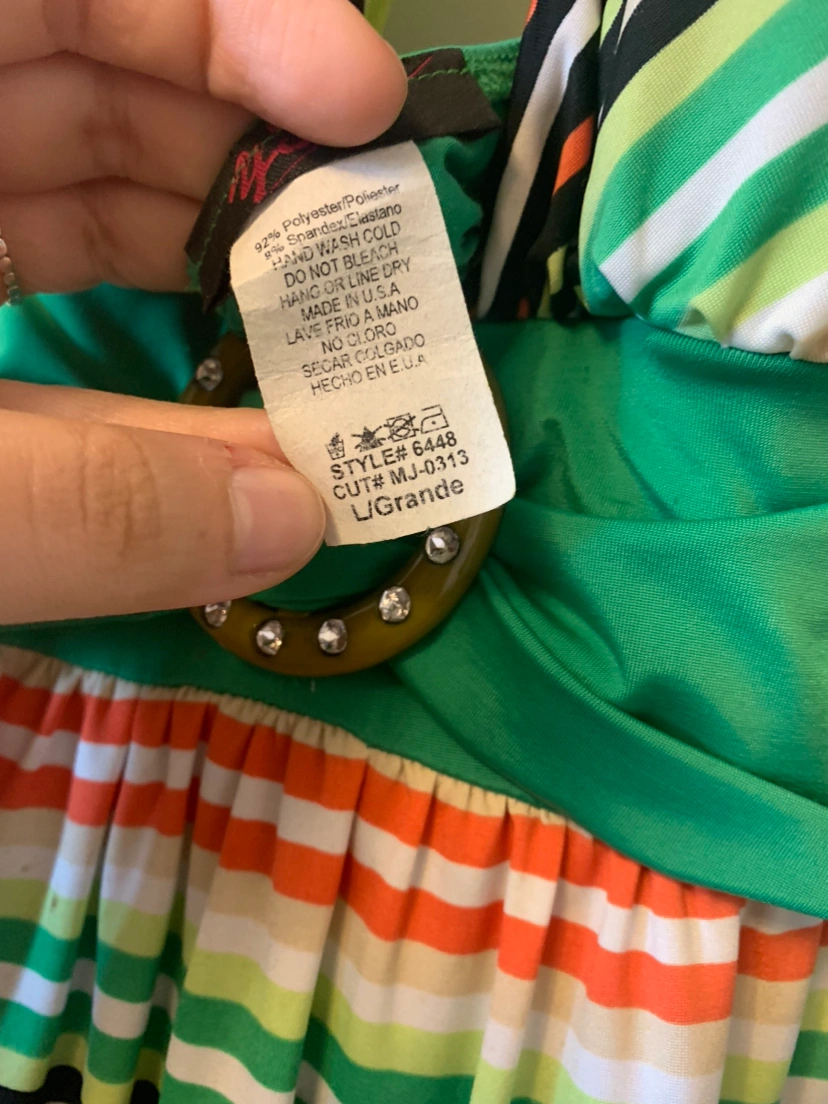 92% Polyester/Poliester
8% Spandex/Elastano
HAND WASH COLD
DO NOT BLEACH
HANG OR LINE DRY
MADE IN U.S.A
LAVE FRIO A MANO
NO CLORO
SECAR COLGADO
HECHO EN E.U.A
STYLE# 6448
CUT# MJ-0313
L/Grande